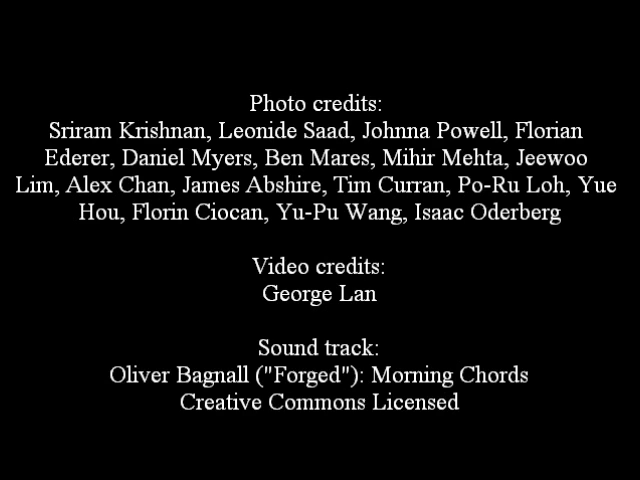 Photo credits:
Sriram Krishnan, Leonide Saad, Johnna Powell, Florian
Ederer, Daniel Myers, Ben Mares, Mihir Mehta, Jeewoo
Lim, Alex Chan, James Abshire, Tim Curran, Po-Ru Loh, Yue
Hou, Florin Ciocan, Yu-Pu Wang, Isaac Oderberg
Video credits:
George Lan
Sound track:
Oliver Bagnall ("Forged"): Morning Chords
Creative Commons Licensed